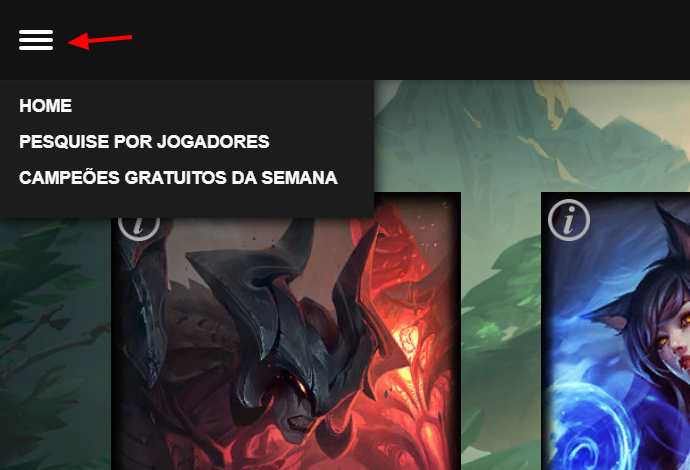 HOME
PESQUISE POR JOGADORES
CAMPEÕES GRATUITOS DA SEMANA
i
i